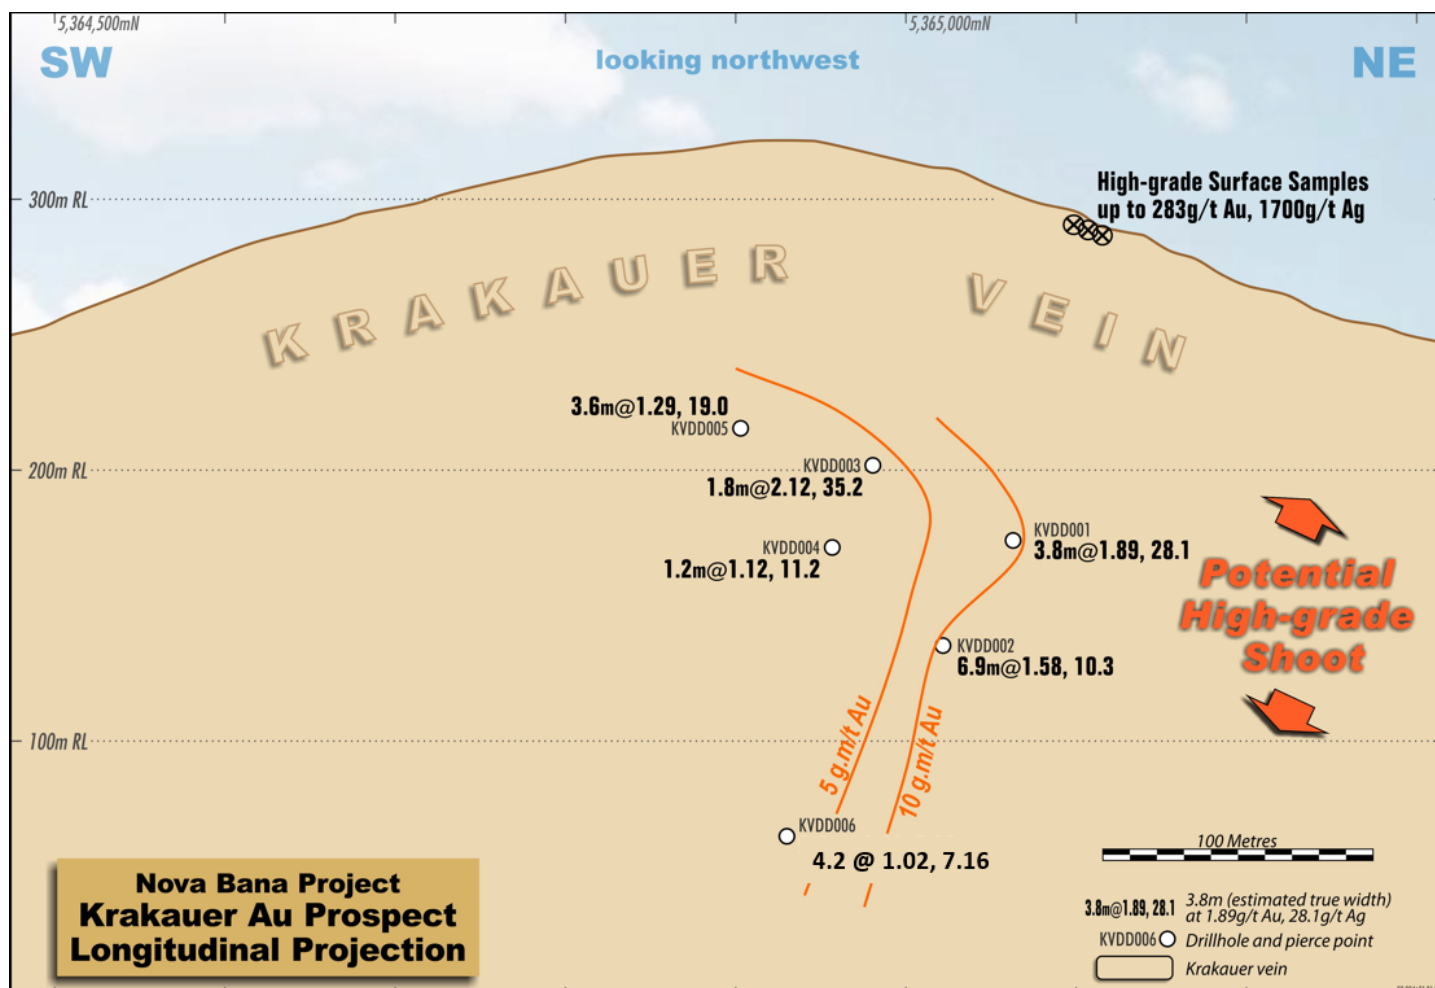 5,364,500mN
5,365,000mN
SW
looking northwest
NE
High-grade Surface Samples
up to 283g/t Au, 1700g/t Ag
300m RL
KRAKAUER VEIN
3.6m@1.29, 19.0
KVDD005
200m RL
KVDD003
1.8m@2.12, 35.2
KVDD004
1.2m@1.12, 11.2
KVDD001
3.8m@1.89, 28.1
Potential
High-grade
Shoot
KVDD002
6.9m@1.58, 10.3
5 g.m/t Au
10 g.m/t Au
100m RL
KVDD006
4.2 @ 1.02, 7.16
100 Metres
Nova Bana Project
Krakauer Au Prospect
Longitudinal Projection
3.8m@1.89, 28.1 3.8m (estimated true width)
at 1.89g/t Au, 28.1g/t Ag
KVDD006 Drillhole and pierce point
Krakauer vein